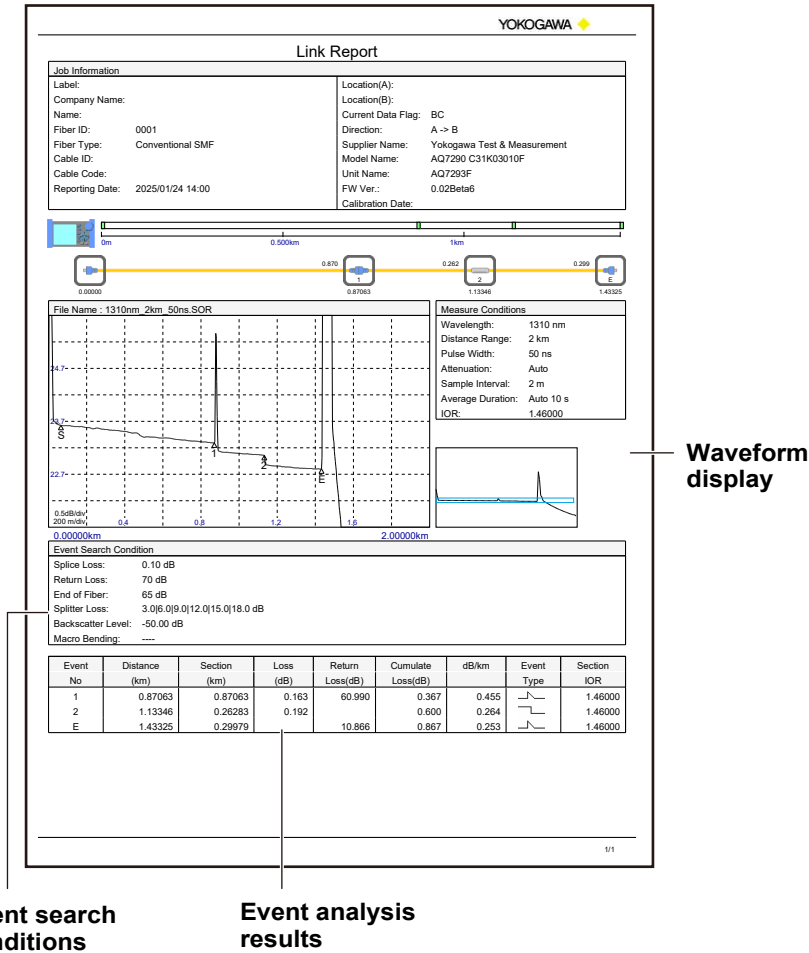 YOKOGAWA
Link Report
Job Information
Label:
Company Name:
Name:
Fiber ID: 0001
Fiber Type: Conventional SMF
Cable ID:
Cable Code:
Reporting Date: 2025/01/24 14:00
Location(A):
Location(B):
Current Data Flag: BC
Direction: A -> B
Supplier Name: Yokogawa Test & Measurement
Model Name: AQ7290 C31K03010F
Unit Name: AQ7293F
FW Ver.: 0.02Beta6
Calibration Date:
0m 0.500km 1km
0.870 0.262 0.299
1 2 E
0.00000 0.87063 1.13346 1.43325
File Name : 1310nm_2km_50ns.SOR
24.7
23.7
S
1
2
E
22.7
0.5dB/div
200 m/div 0.4 0.8 1.2 1.6
0.00000km 2.00000km
Measure Conditions
Wavelength: 1310 nm
Distance Range: 2 km
Pulse Width: 50 ns
Attenuation: Auto
Sample Interval: 2 m
Average Duration: Auto 10 s
IOR: 1.46000
Waveform
display
Event Search Condition
Splice Loss: 0.10 dB
Return Loss: 70 dB
End of Fiber: 65 dB
Splitter Loss: 3.0|6.0|9.0|12.0|15.0|18.0 dB
Backscatter Level: -50.00 dB
Macro Bending: ----
Event Distance Section Loss Return Cumulate dB/km Event Section
No (km) (km) (dB) Loss(dB) Loss(dB) Type IOR
1 0.87063 0.87063 0.163 60.990 0.367 0.455 1.46000
2 1.13346 0.26283 0.192 0.600 0.264 1.46000
E 1.43325 0.29979 10.866 0.867 0.253 1.46000
1/1
ent search
nditions
Event analysis
results